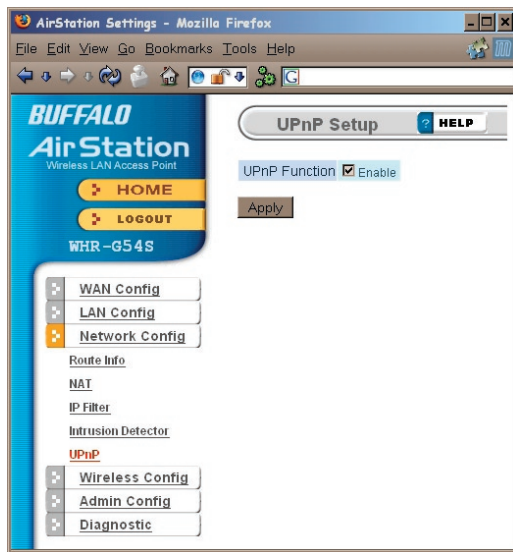 AirStation Settings - Mozilla Firefox
File Edit View Go Bookmarks Tools Help
G
BUFFALO
AirStation
Wireless LAN Access Point
HOME
LOGOUT
WHR-G54S
UPnP Setup
? HELP
UPnP Function Enable
Apply
WAN Config
LAN Config
Network Config
Route Info
NAT
IP Filter
Intrusion Detector
UPnP
Wireless Config
Admin Config
Diagnostic